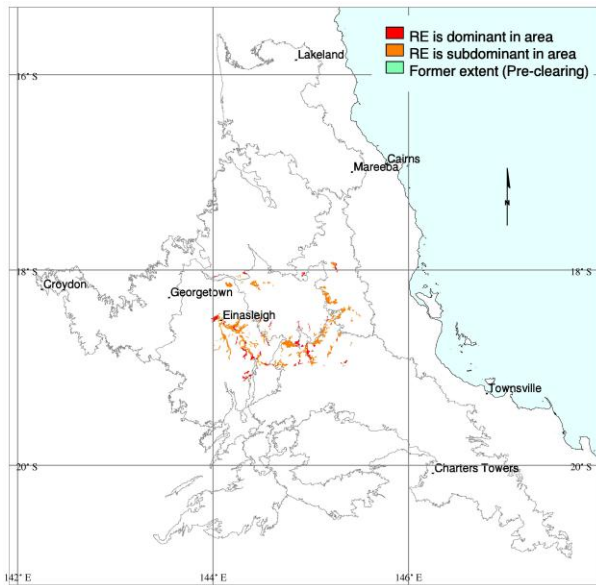 RE is dominant in area
RE is subdominant in area
Former extent (Pre-clearing)
Lakeland
16° S
Cairns
Mareeba
N
18° S
18° S
Croydon
Georgetown
Einasleigh
Townsville
20° S
Charters Towers
20° S
142° E
144° E
146° E